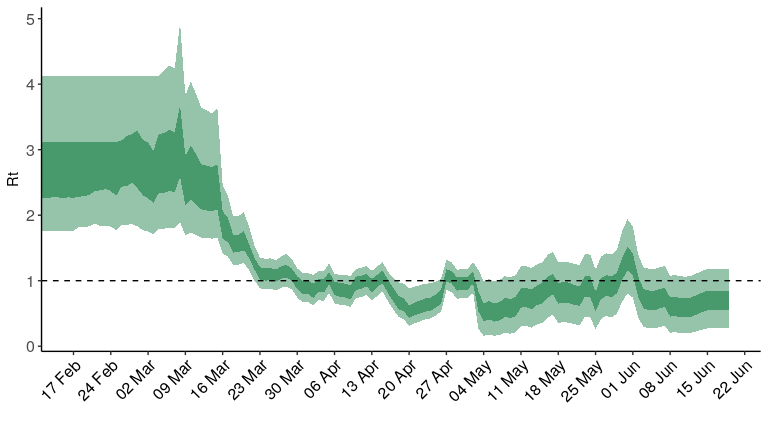 5
4
3
2
1
0
Rt
17 Feb
24 Feb
02 Mar
09 Mar
16 Mar
23 Mar
30 Mar
06 Apr
13 Apr
20 Apr
27 Apr
04 May
11 May
18 May
25 May
01 Jun
08 Jun
15 Jun
22 Jun